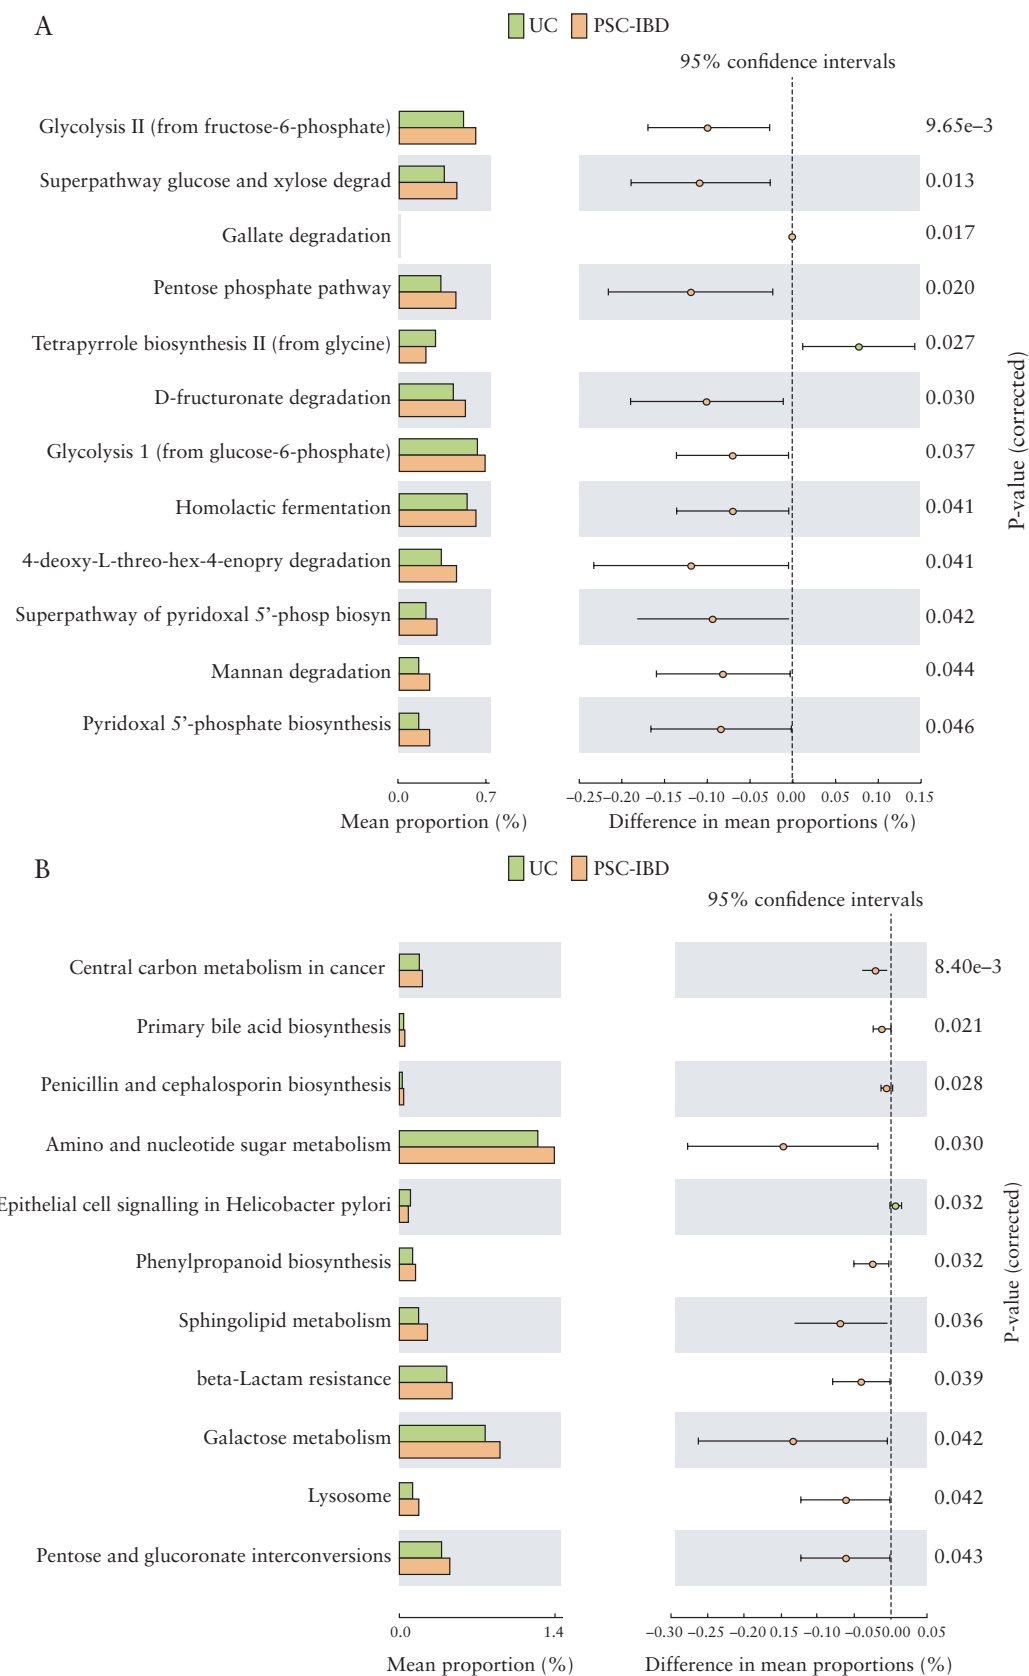 A
UC PSC-IBD
95% confidence intervals
Glycolysis II (from fructose-6-phosphate) 9.65e–3
Superpathway glucose and xylose degrad 0.013
Gallate degradation 0.017
Pentose phosphate pathway 0.020
Tetrapyrrole biosynthesis II (from glycine) 0.027
D-fructuronate degradation 0.030
Glycolysis 1 (from glucose-6-phosphate) 0.037
Homolactic fermentation 0.041
4-deoxy-L-threo-hex-4-enopry degradation 0.041
Superpathway of pyridoxal 5’-phosp biosyn 0.042
Mannan degradation 0.044
Pyridoxal 5’-phosphate biosynthesis 0.046
P-value (corrected)
0.0 0.7 –0.25 –0.20 –0.15 –0.10 –0.05 0.00 0.05 0.10 0.15
Mean proportion (%) Difference in mean proportions (%)
B
UC PSC-IBD
95% confidence intervals
Central carbon metabolism in cancer 8.40e–3
Primary bile acid biosynthesis 0.021
Penicillin and cephalosporin biosynthesis 0.028
Amino and nucleotide sugar metabolism 0.030
Epithelial cell signalling in Helicobacter pylori 0.032
Phenylpropanoid biosynthesis 0.032
Sphingolipid metabolism 0.036
beta-Lactam resistance 0.039
Galactose metabolism 0.042
Lysosome 0.042
Pentose and glucoronate interconversions 0.043
P-value (corrected)
0.0 1.4 –0.30 –0.25 –0.20 0.15 –0.10 –0.05 0.00 0.05
Mean proportion (%) Difference in mean proportions (%)